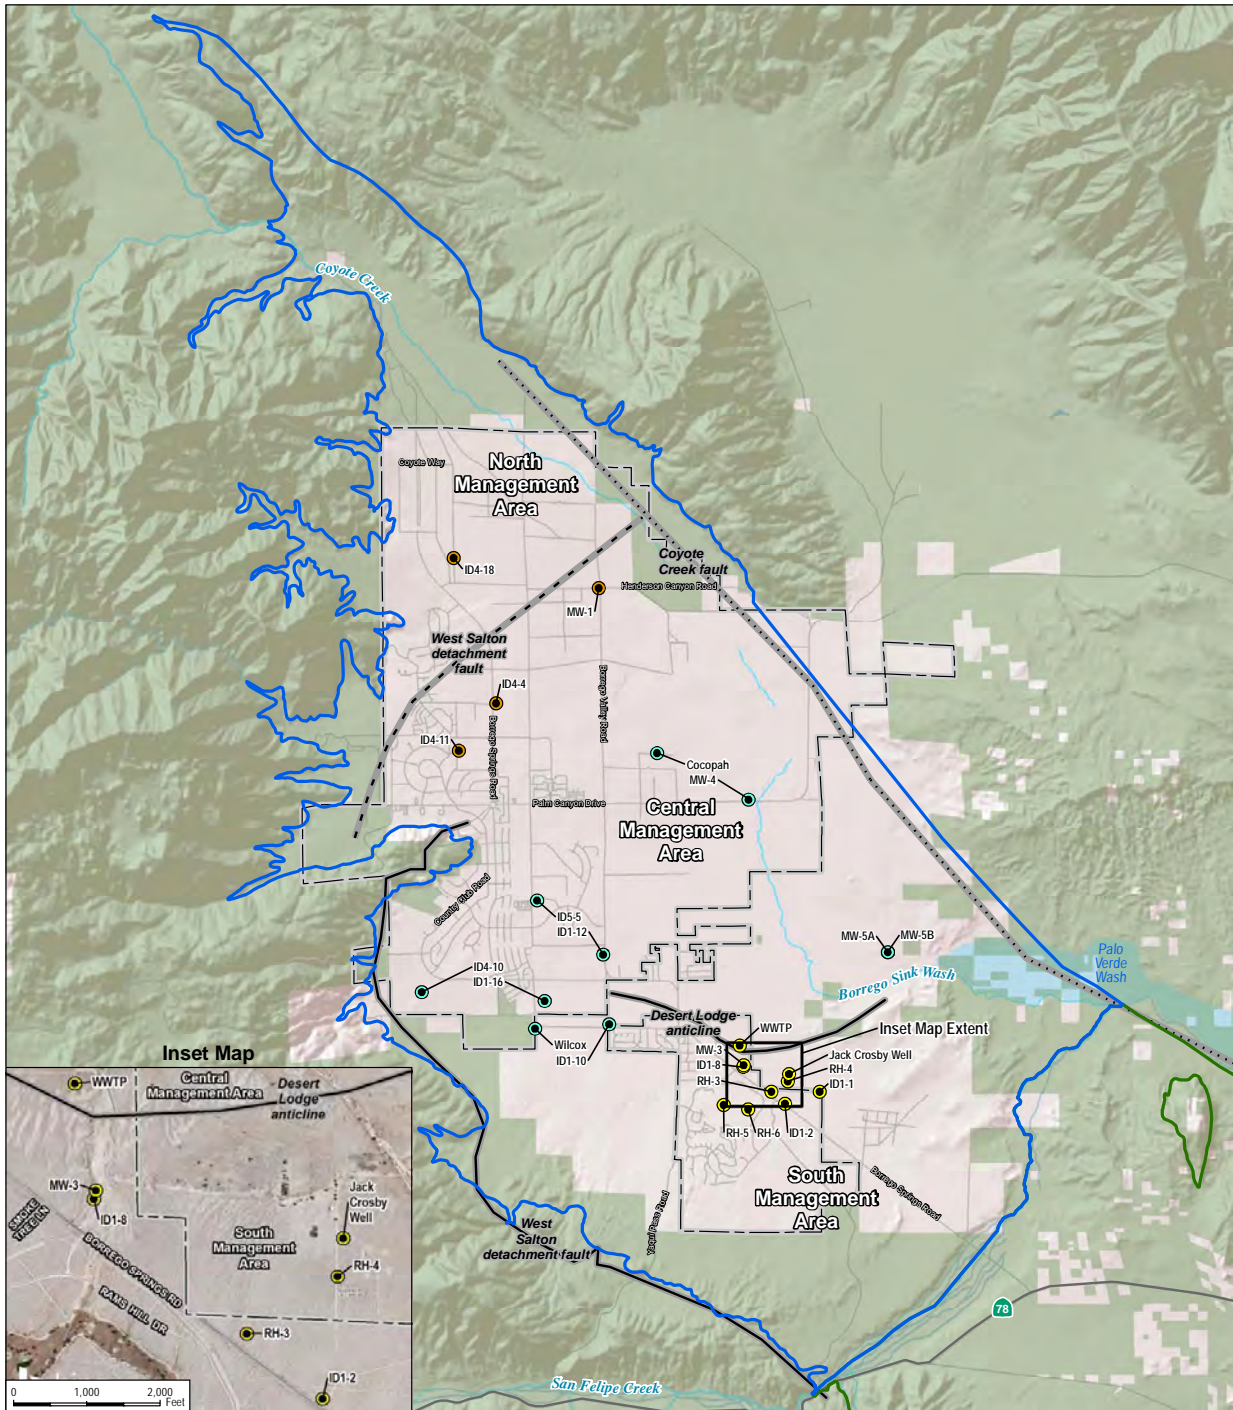 Coyote Creek
Coyote Way
North
Management
Area
Coyote
Creek fault
Henderson Canyon Road
ID4-18
MW-1
West Salton
detachment
fault
ID4-4
Borrego Valley Road
Borrego Springs Road
ID4-11
Cocopah
MW-4
Palm Canyon Drive
Central
Management
Area
Country Club Road
ID5-5
ID1-12
MW-5A
MW-5B
Palo
Verde
Wash
ID4-10
ID1-16
Borrego Sink Wash
Desert Lodge
anticline
WWTP
Inset Map Extent
Wilcox
ID1-10
MW-3
ID1-8
RH-3
Jack Crosby Well
RH-4
ID1-1
RH-5
RH-6
ID1-2
South
Management
Area
Borrego Springs Road
Yaqui Pass Road
West
Salton
detachment fault
78
San Felipe Creek
Inset Map
WWTP
Central
Management Area
Desert
Lodge
anticline
MW-3
ID1-8
SMOKE
TREE LN
BORREGO SPRINGS RD
RAMS HILL DR
South
Management
Area
Jack
Crosby
Well
RH-4
RH-3
ID1-2
0 1,000 2,000
Feet